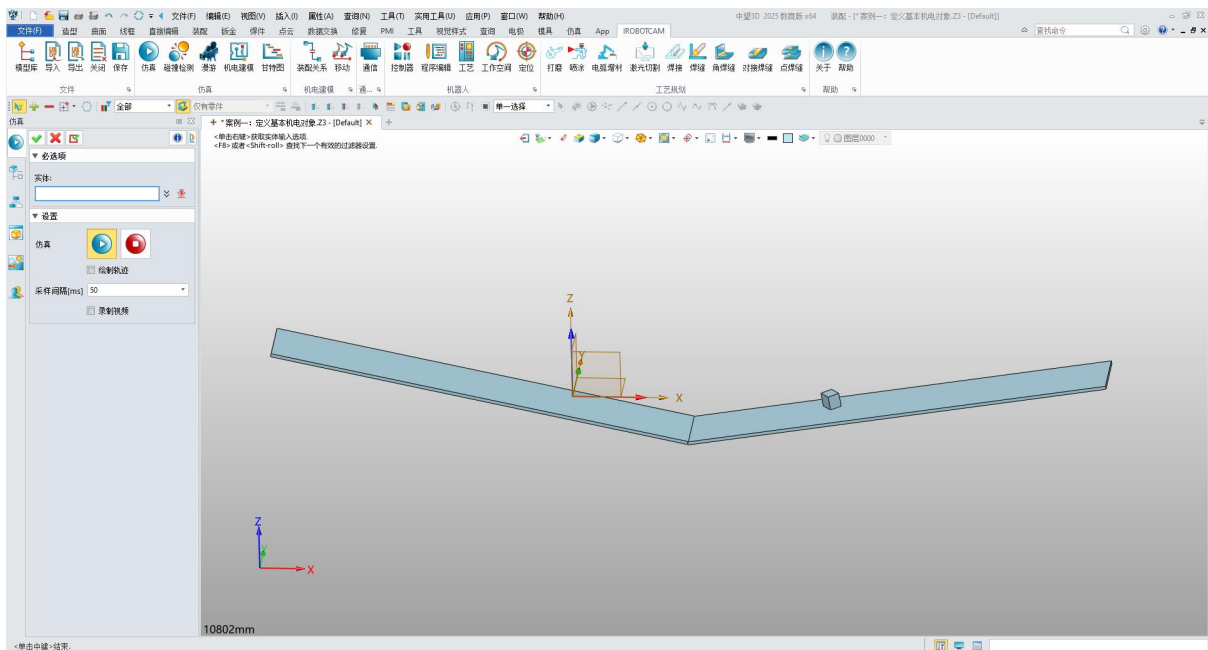 文件(F) 编辑(E) 视图(V) 插入(I) 属性(A) 查询(N) 工具(T) 实用工具(U) 应用(P) 窗口(W) 帮助(H) 中望3D 2025 教育版 x64 装配 - [* 案例一：定义基本机电对象.Z3 - [Default]]
文件(F) 造型 曲面 线框 直接编辑 装配 钣金 焊件 点云 数据交换 修复 PMI 工具 视觉样式 查询 电极 模具 仿真 App IROBOTCAM 查找命令
模型库 导入 导出 关闭 保存 仿真 碰撞检测 漫游 机电建模 甘特图 装配关系 移动 通信 控制器 程序编辑 工艺 工作空间 定位 打磨 喷涂 电弧增材 激光切割 焊接 焊缝 角焊缝 对接焊缝 点焊缝 关于 帮助
文件 仿真 机电建模 通... 机器人 工艺规划 帮助
全部 仅有零件 单一选择
仿真
+ * 案例一：定义基本机电对象.Z3 - [Default] × +
<单击右键>获取实体输入选项.
<F8> 或者 <Shift-roll> 查找下一个有效的过滤器设置.
图层0000
▼ 必选项
实体:
▼ 设置
仿真
绘制轨迹
采样间隔[ms] 50
录制视频
Z
Y
X
Z
Y
X
10802mm
<单击中键>结束.